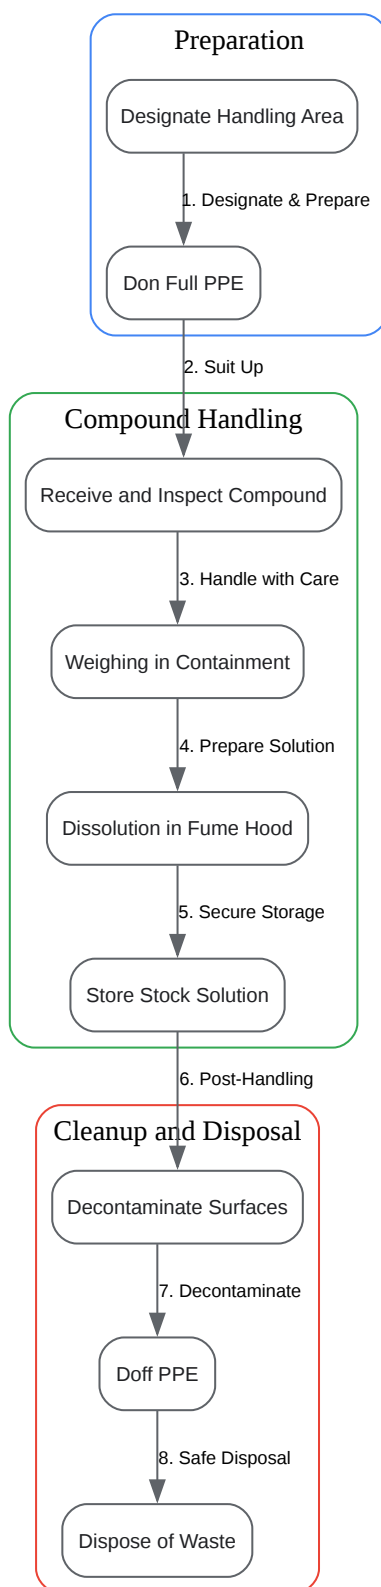 Preparation
Designate Handling Area
1. Designate & Prepare
Don Full PPE
2. Suit Up
Compound Handling
Receive and Inspect Compound
3. Handle with Care
Weighing in Containment
4. Prepare Solution
Dissolution in Fume Hood
5. Secure Storage
Store Stock Solution
6. Post-Handling
Cleanup and Disposal
Decontaminate Surfaces
7. Decontaminate
Doff PPE
8. Safe Disposal
Dispose of Waste